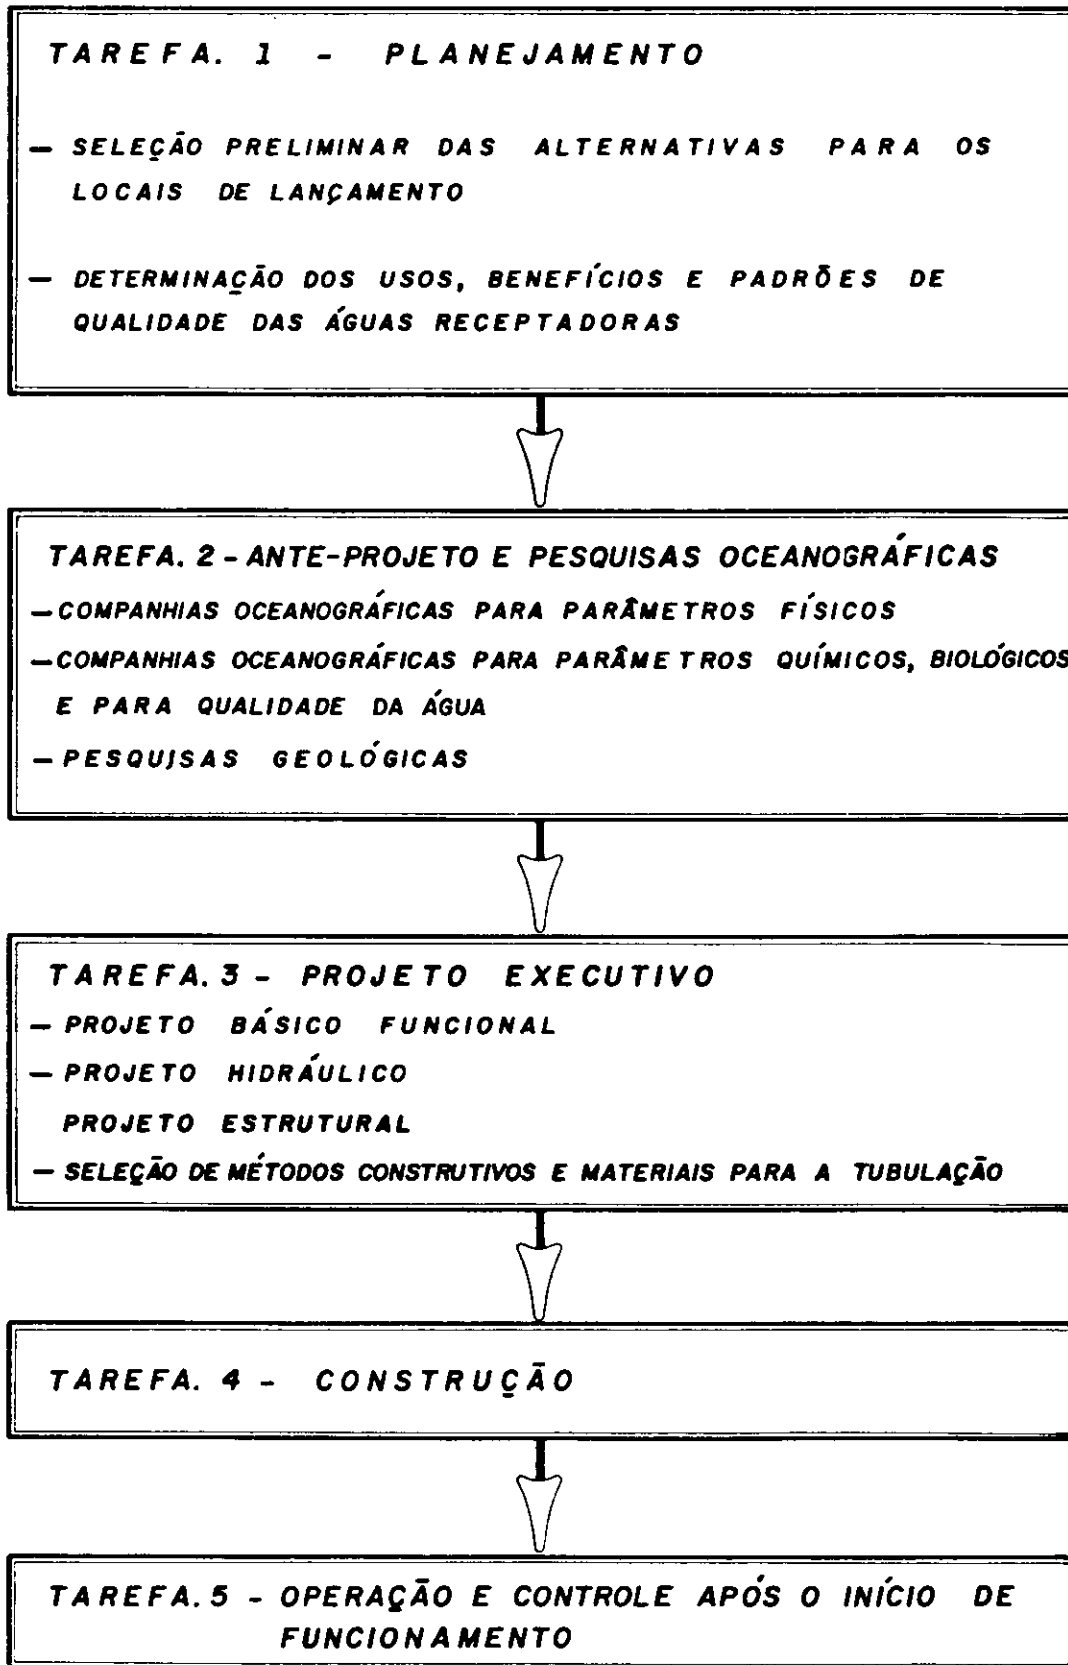 TAREFA. 1 - PLANEJAMENTO
— SELEÇÃO PRELIMINAR DAS ALTERNATIVAS PARA OS
LOCAIS DE LANÇAMENTO
— DETERMINAÇÃO DOS USOS, BENEFÍCIOS E PADRÕES DE
QUALIDADE DAS ÁGUAS RECEPTADORAS
TAREFA. 2 - ANTE-PROJETO E PESQUISAS OCEANOGRÁFICAS
— COMPANHIAS OCEANOGRÁFICAS PARA PARÂMETROS FÍSICOS
— COMPANHIAS OCEANOGRÁFICAS PARA PARÂMETROS QUÍMICOS, BIOLÓGICOS
E PARA QUALIDADE DA ÁGUA
— PESQUISAS GEOLÓGICAS
TAREFA. 3 - PROJETO EXECUTIVO
— PROJETO BÁSICO FUNCIONAL
— PROJETO HIDRÁULICO
PROJETO ESTRUTURAL
— SELEÇÃO DE MÉTODOS CONSTRUTIVOS E MATERIAIS PARA A TUBULAÇÃO
TAREFA. 4 - CONSTRUÇÃO
TAREFA. 5 - OPERAÇÃO E CONTROLE APÓS O INÍCIO DE
FUNCIONAMENTO